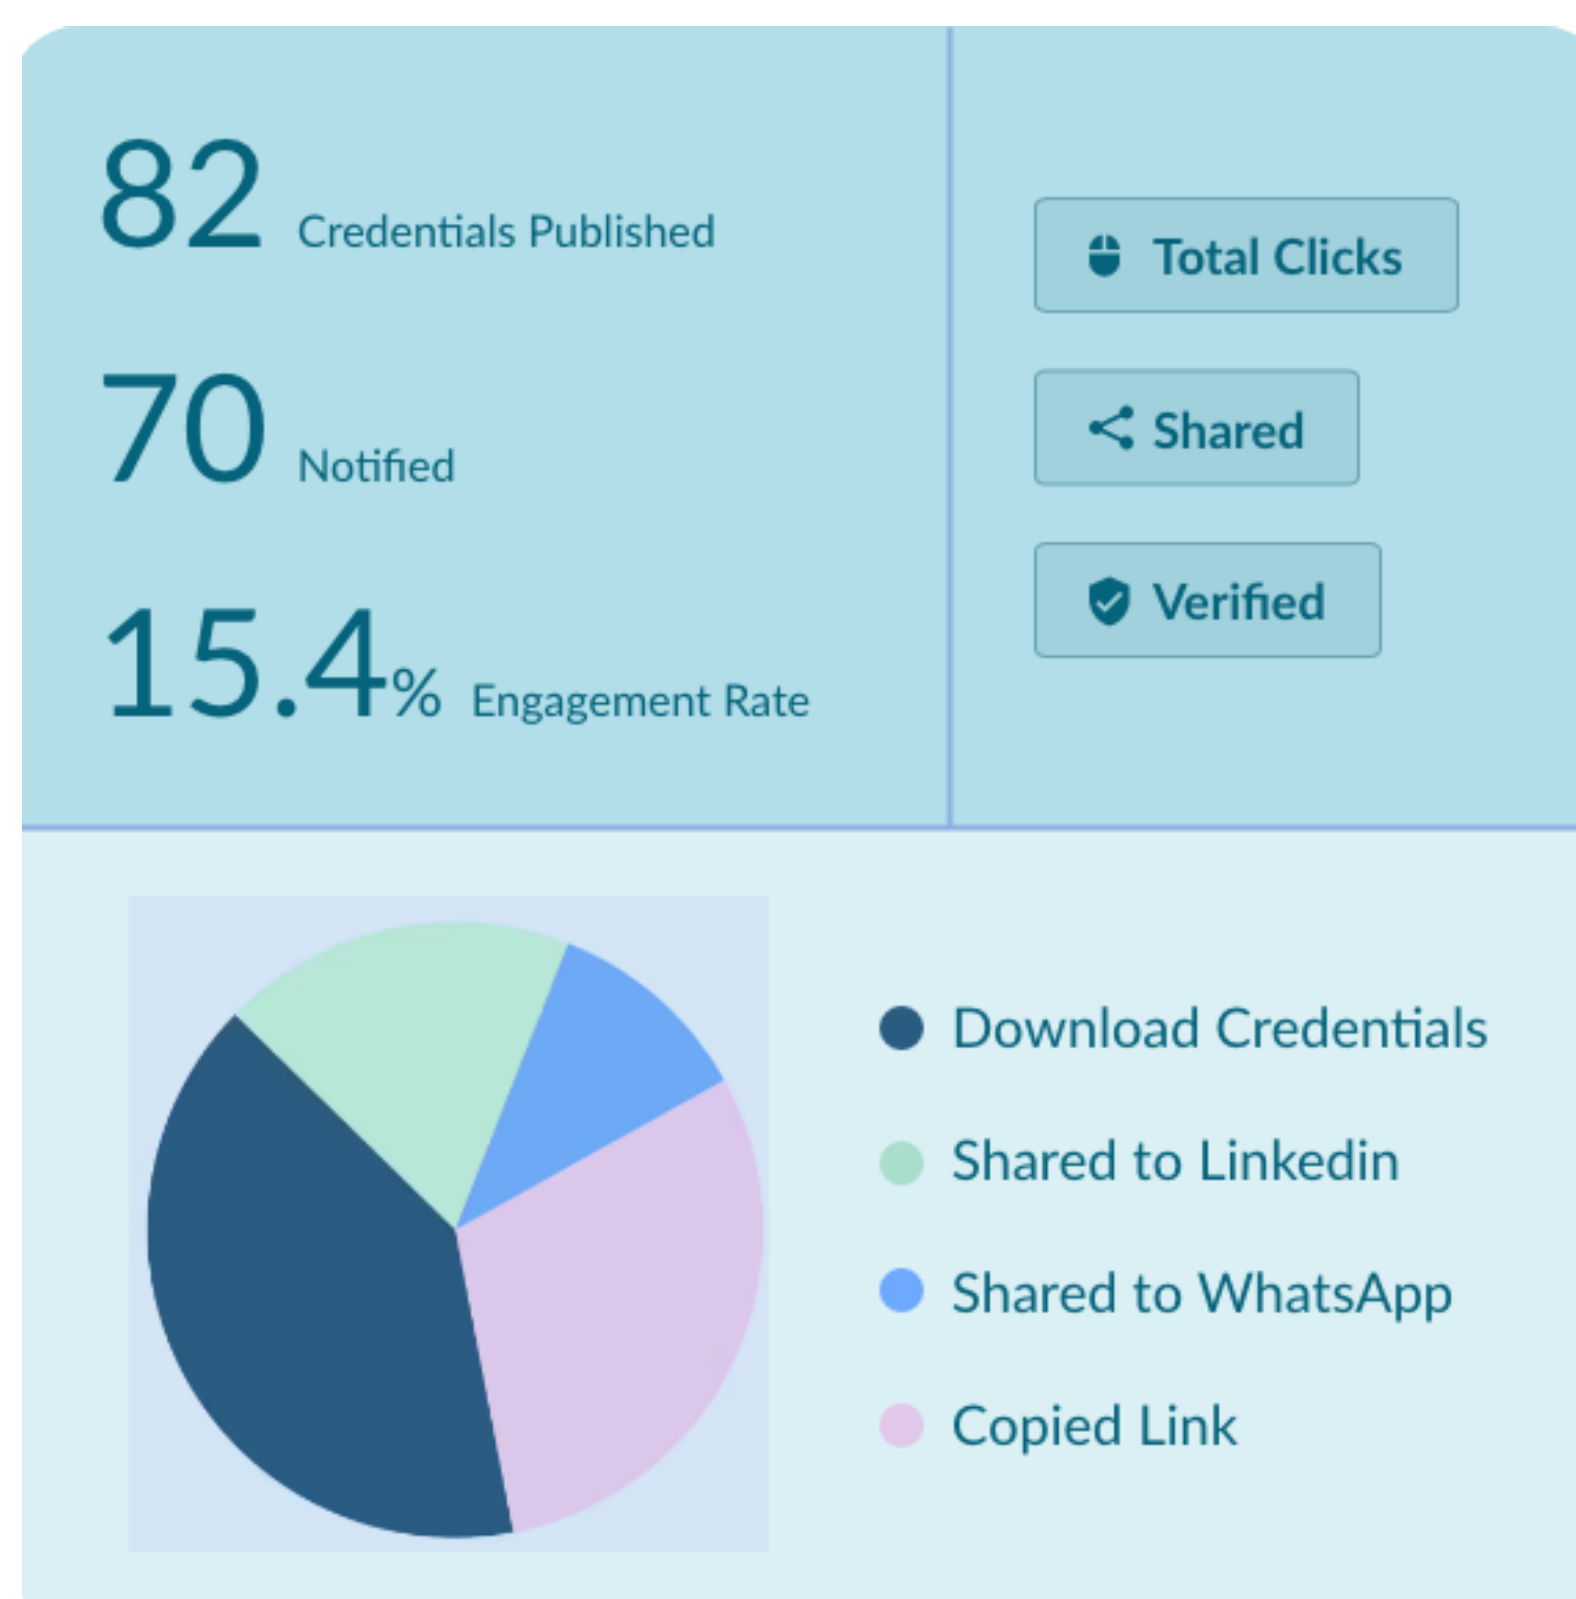 82 Credentials Published
70 Notified
15.4% Engagement Rate
Total Clicks
Shared
Verified
Download Credentials
Shared to Linkedin
Shared to WhatsApp
Copied Link